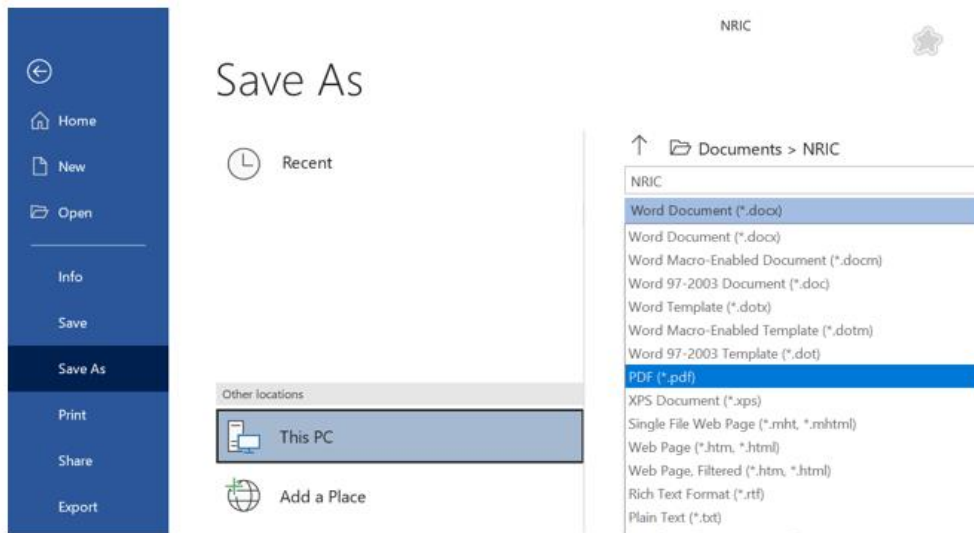 NRIC
Save As
Home
New
Open
Info
Save
Save As
Print
Share
Export
Recent
Other locations
This PC
Add a Place
Documents > NRIC
NRIC
Word Document (*.docx)
Word Document (*.docx)
Word Macro-Enabled Document (*.docm)
Word 97-2003 Document (*.doc)
Word Template (*.dotx)
Word Macro-Enabled Template (*.dotm)
Word 97-2003 Template (*.dot)
PDF (*.pdf)
XPS Document (*.xps)
Single File Web Page (*.mht, *.mhtml)
Web Page (*.htm, *.html)
Web Page, Filtered (*.htm, *.html)
Rich Text Format (*.rtf)
Plain Text (*.txt)